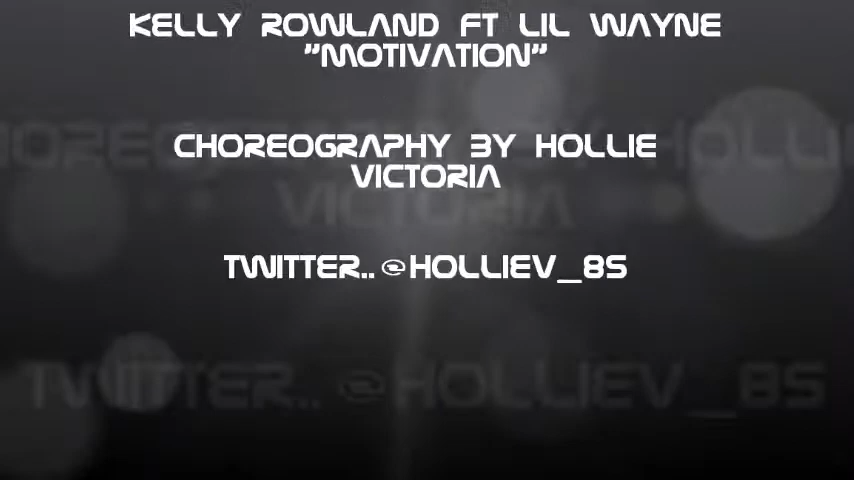 KELLY ROWLAND FT LIL WAYNE
"MOTIVATION"
CHOREOGRAPHY BY HOLLIE
VICTORIA
TWITTER.. @HOLLIEV_85